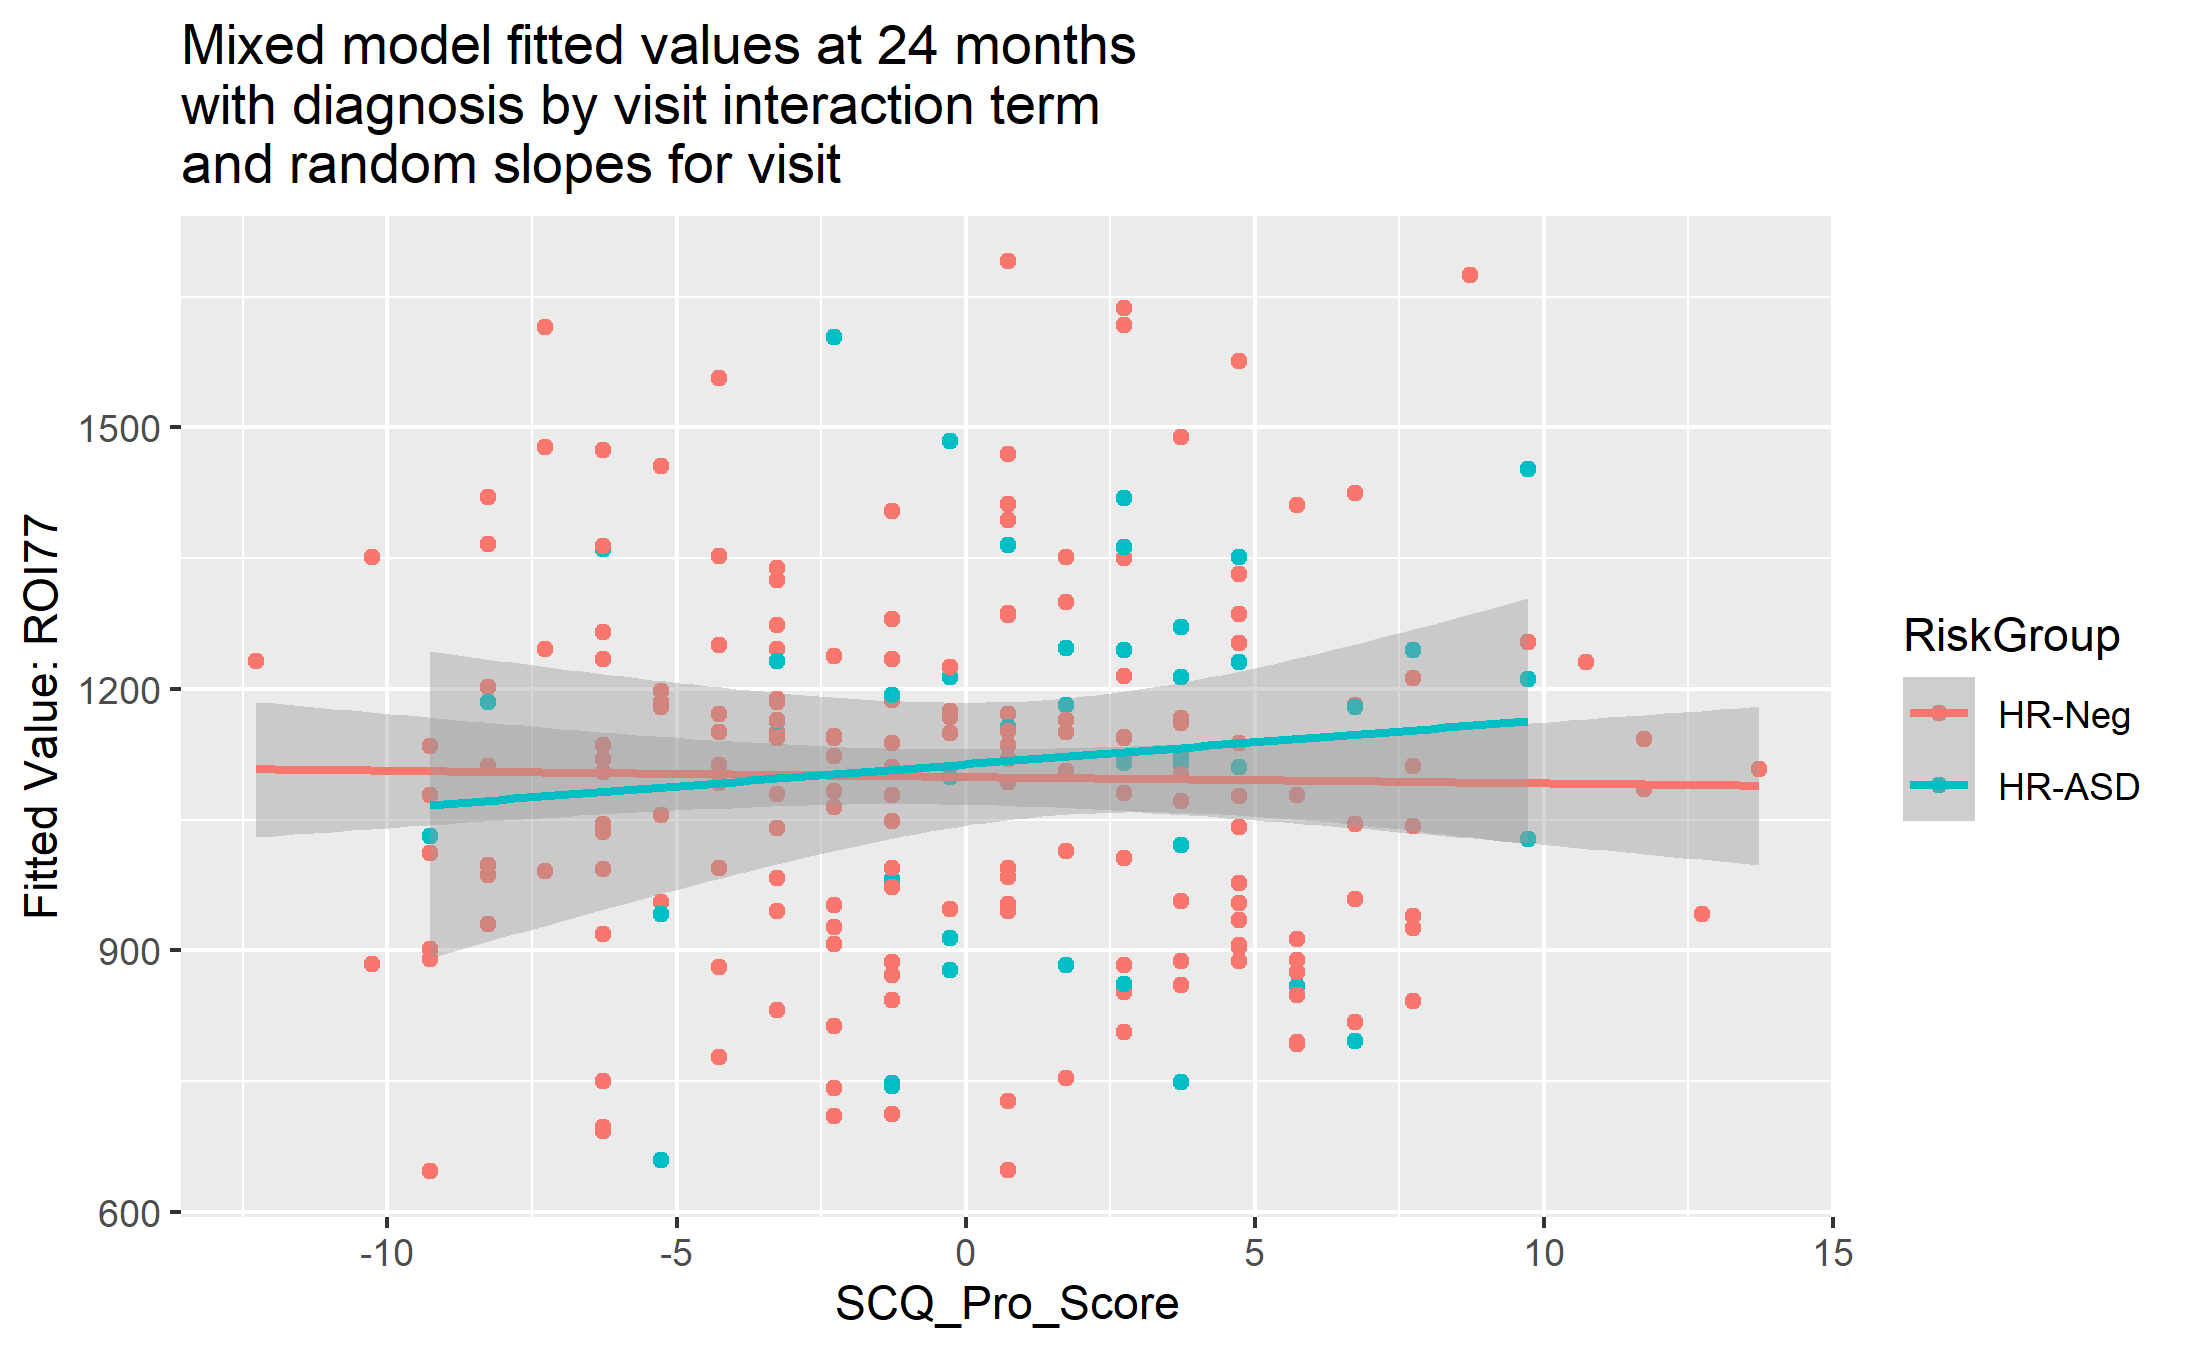 Mixed model fitted values at 24 months
with diagnosis by visit interaction term
and random slopes for visit
Fitted Value: ROI77
1500
1200
900
600
-10
-5
0
5
10
15
SCQ_Pro_Score
RiskGroup
HR-Neg
HR-ASD